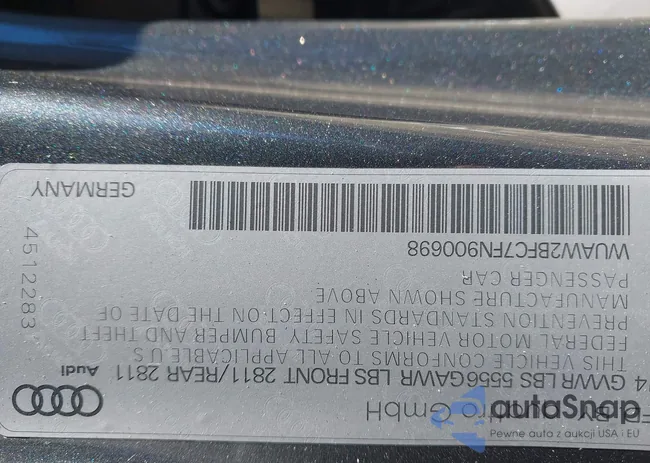 GmbH
Audi
GVWR LBS 5556GAWR LBS FRONT 2811/REAR 2811
THIS VEHICLE CONFORMS TO ALL APPLICABLE U.S
FEDERAL MOTOR VEHICLE SAFETY, BUMPER AND THEFT
PREVENTION STANDARDS IN EFFECT ON THE DATE OF
MANUFACTURE SHOWN ABOVE
PASSENGER CAR
WUAW2BFC7FN900698
4512283
GERMANY
autoSnap
Pewne auta z aukcji USA i EU